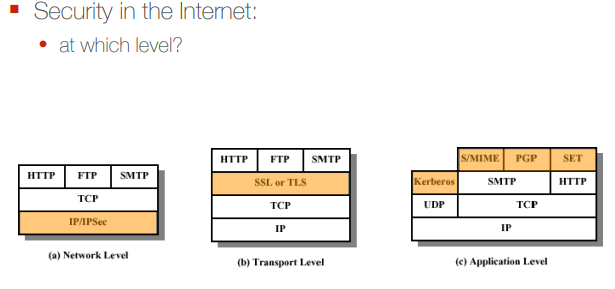 Security in the Internet:
at which level?
HTTP FTP SMTP
TCP
IP/IPSec
(a) Network Level
HTTP FTP SMTP
SSL or TLS
TCP
IP
(b) Transport Level
S/MIME PGP SET
Kerberos SMTP HTTP
UDP TCP
IP
(c) Application Level